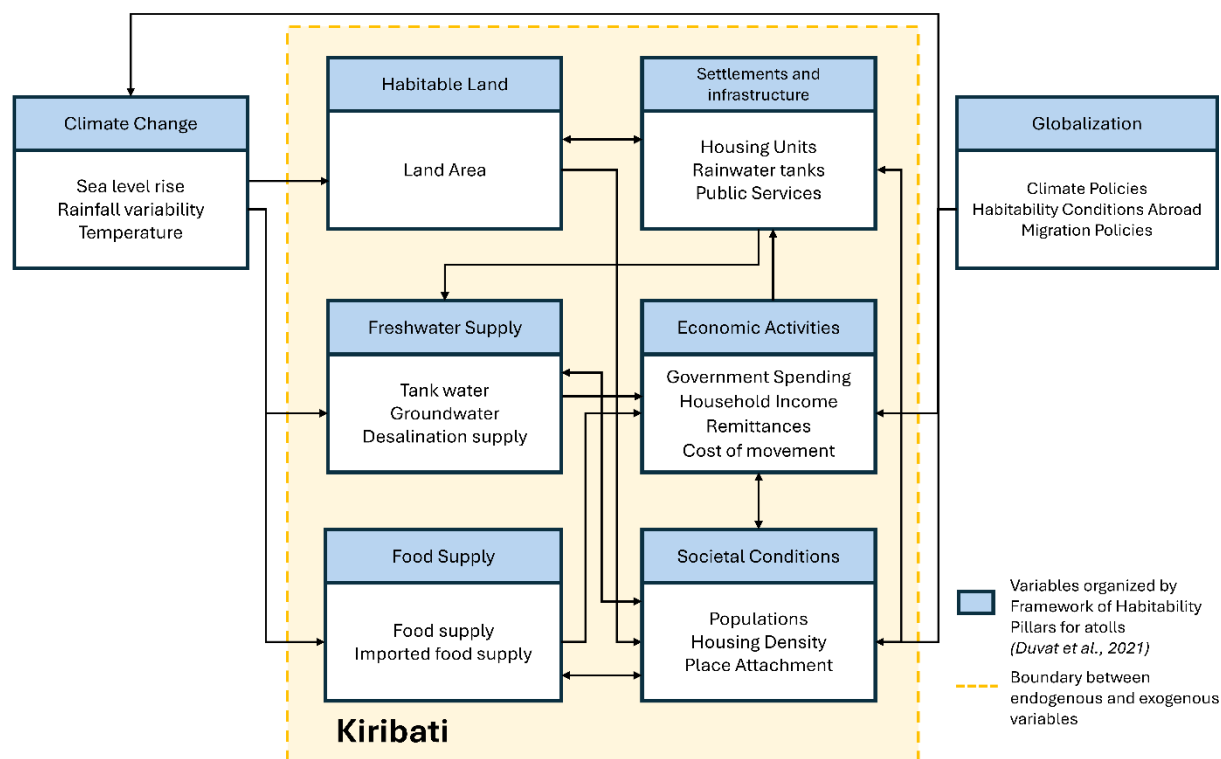 Climate Change
Sea level rise
Rainfall variability
Temperature
Habitable Land
Land Area
Settlements and
infrastructure
Housing Units
Rainwater tanks
Public Services
Globalization
Climate Policies
Habitability Conditions Abroad
Migration Policies
Freshwater Supply
Tank water
Groundwater
Desalination supply
Economic Activities
Government Spending
Household Income
Remittances
Cost of movement
Food Supply
Food supply
Imported food supply
Societal Conditions
Populations
Housing Density
Place Attachment
Kiribati
Variables organized by
Framework of Habitability
Pillars for atolls
(Duvat et al., 2021)
Boundary between
endogenous and exogenous
variables